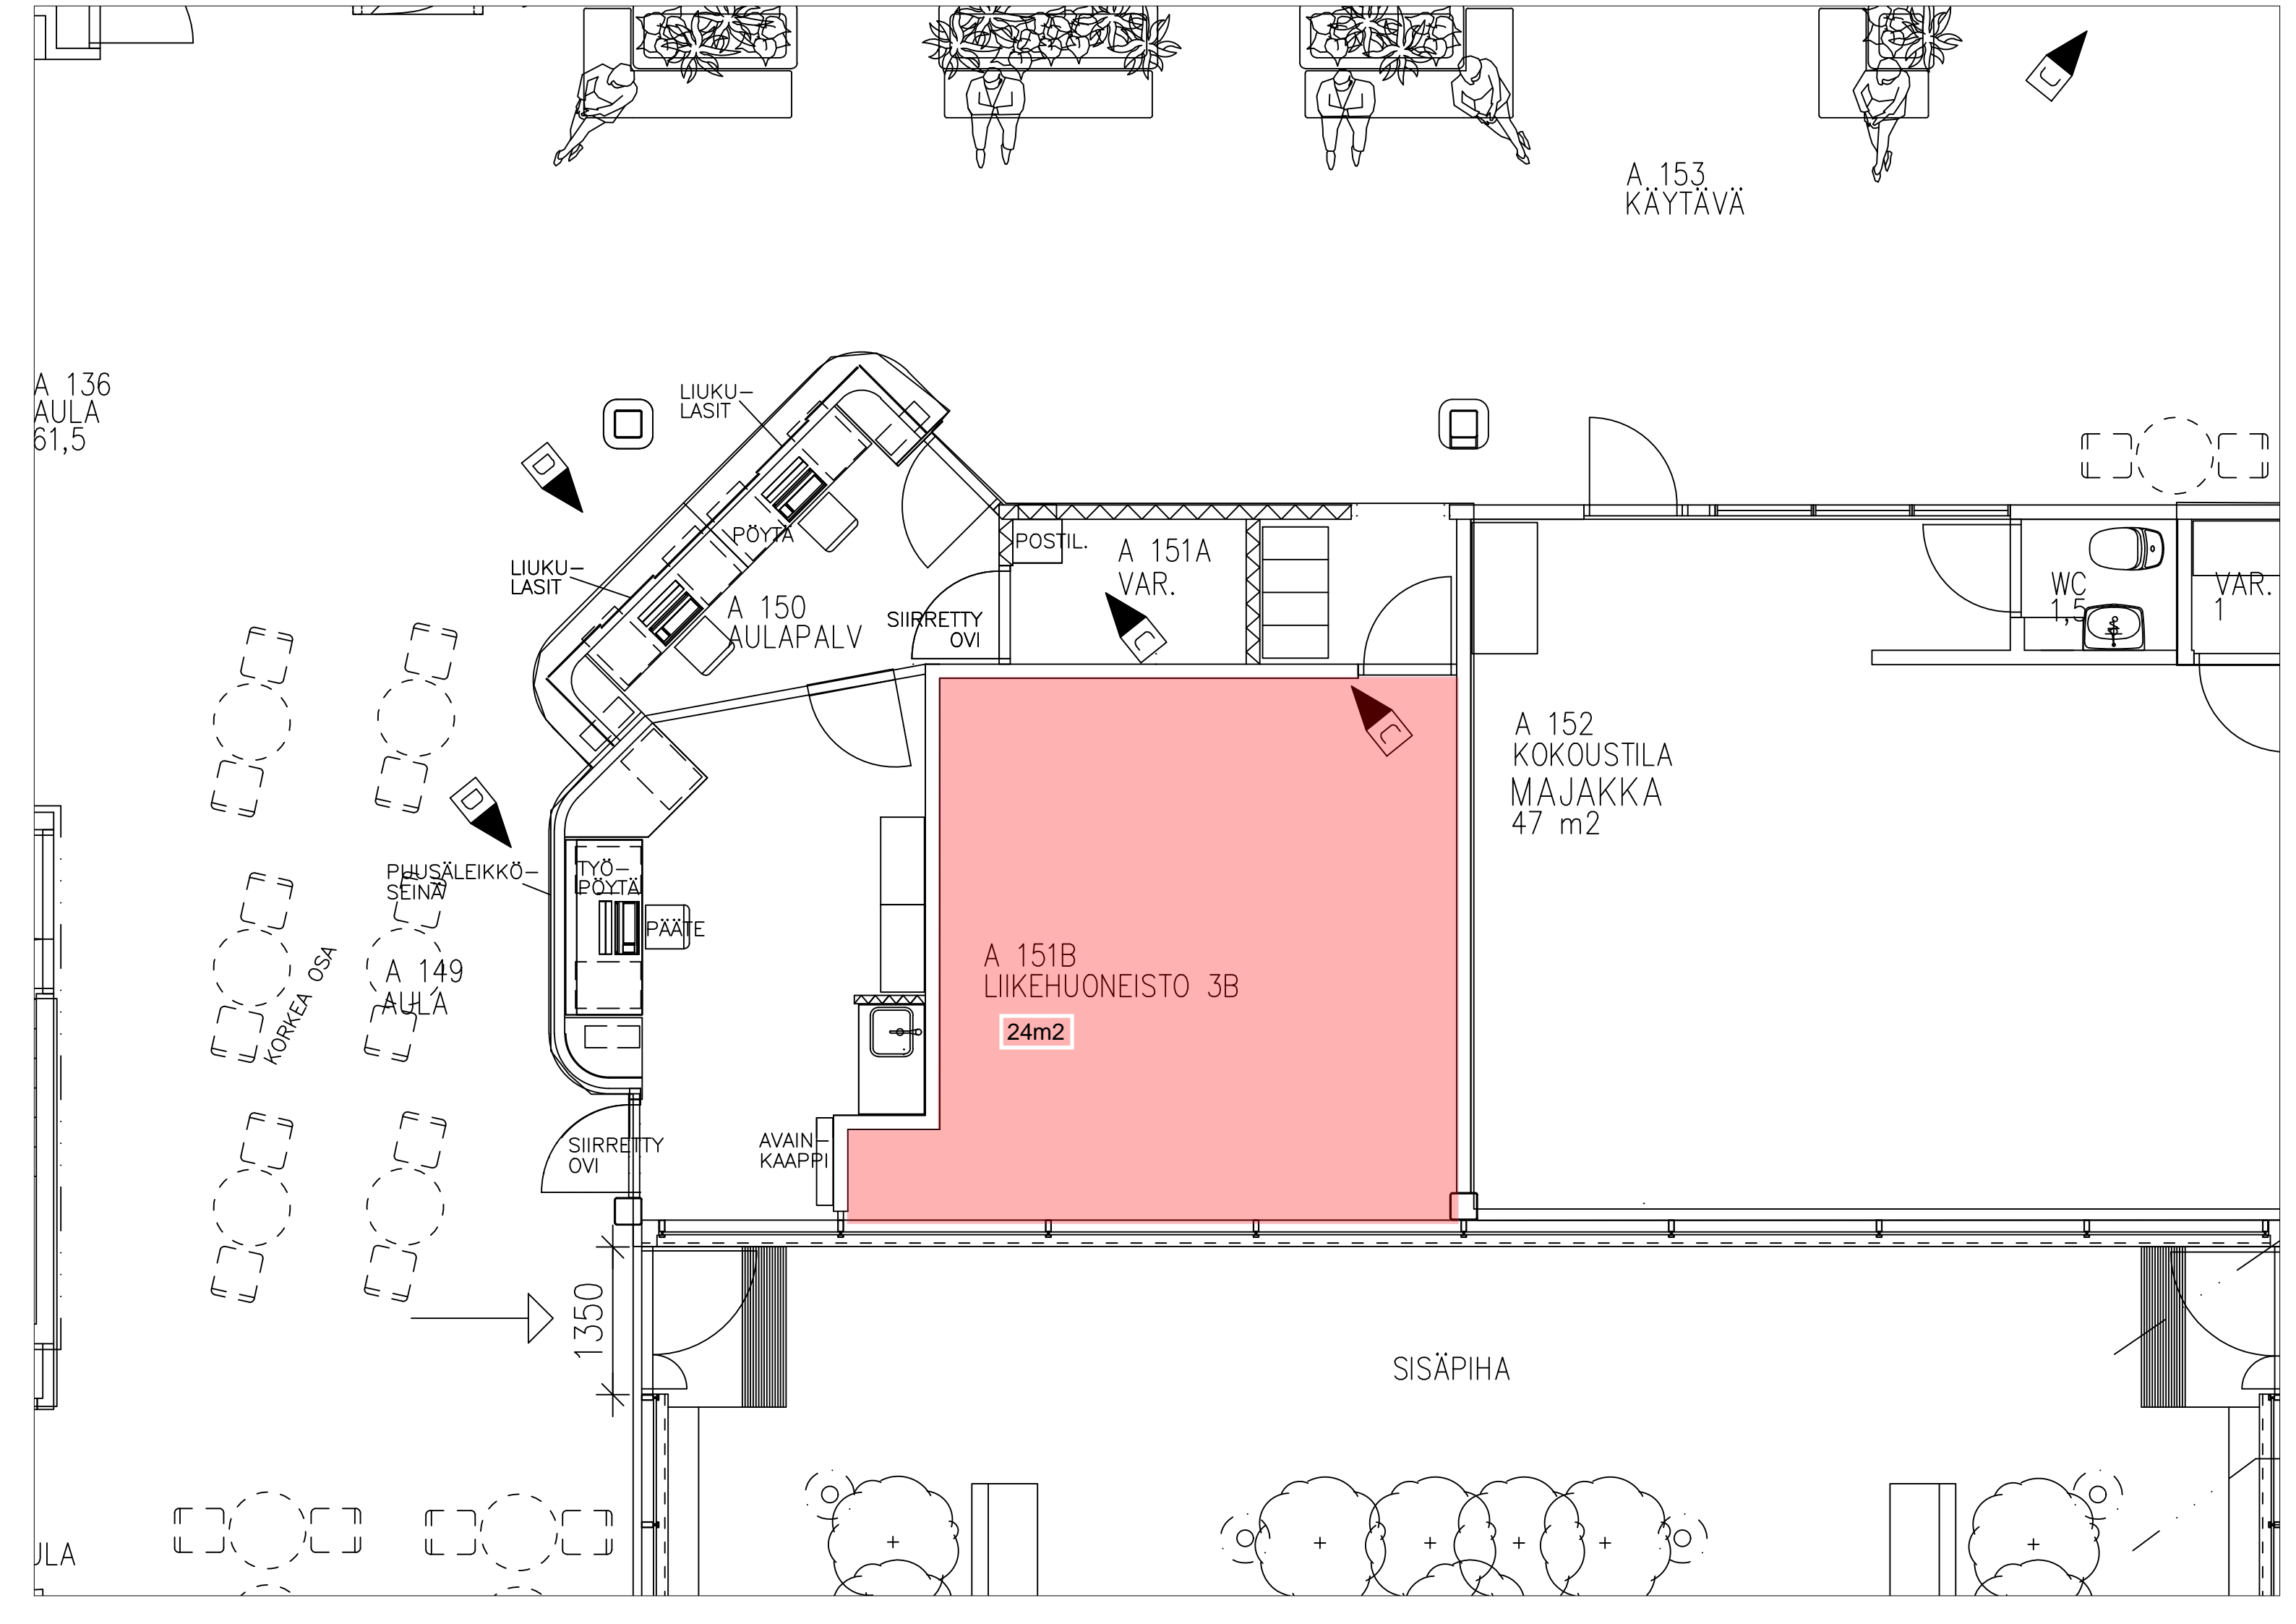 A 153
KÄYTÄVÄ
A 136
AULA
61,5
LIUKU-
LASIT
D
LIUKU-
LASIT
PÖYTÄ
POSTIL.
A 151A
VAR.
A 150
AULAPALV
SIIRRETTY
OVI
C
WC
1,5
VAR.
1
A 152
KOKOUSTILA
MAJAKKA
47 m2
C
D
PUUSÄLEIKKÖ-
SEINÄ
TYÖ-
PÖYTÄ
PÄÄTE
A 149
AULA
KORKEA OSA
A 151B
LIIKEHUONEISTO 3B
24m2
SIIRRETTY
OVI
AVAIN-
KAAPPI
1350
SISÄPIHA
ULA